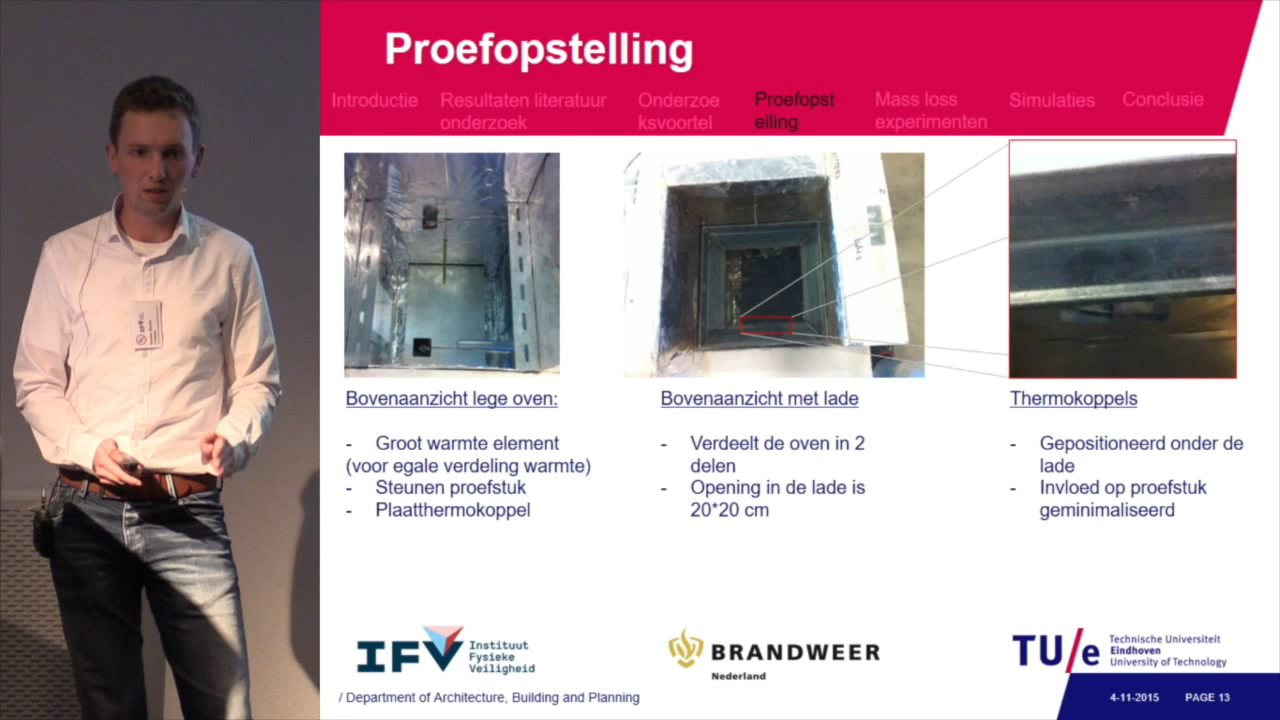 Proefopstelling
Introductie
Resultaten literatuur
onderzoek
Onderzoe
ksvoortel
Proefopst
elling
Mass loss
experimenten
Simulaties
Conclusie
Bovenaanzicht lege oven:
- Groot warmte element
(voor egale verdeling warmte)
- Steunen proefstuk
- Plaatthermokoppel
Bovenaanzicht met lade
- Verdeelt de oven in 2
delen
- Opening in de lade is
20*20 cm
Thermokoppels
- Gepositioneerd onder de
lade
- Invloed op proefstuk
geminimaliseerd
IFV
Instituut
Fysieke
Veiligheid
BRANDWEER
Nederland
TU/e
Technische Universiteit
Eindhoven
University of Technology
/ Department of Architecture, Building and Planning
4-11-2015
PAGE 13